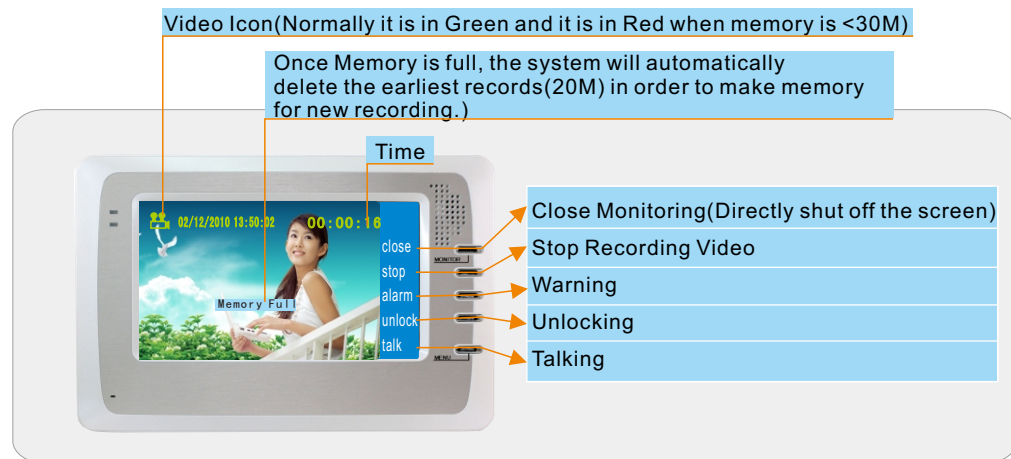 Video Icon(Normally it is in Green and it is in Red when memory is <30M)
Once Memory is full, the system will automatically
delete the earliest records(20M) in order to make memory
for new recording.)
Time
02/12/2010 13:50:02
00:00:16
close
MONITOR
stop
alarm
Memory Full
unlock
talk
MENU
Close Monitoring(Directly shut off the screen)
Stop Recording Video
Warning
Unlocking
Talking